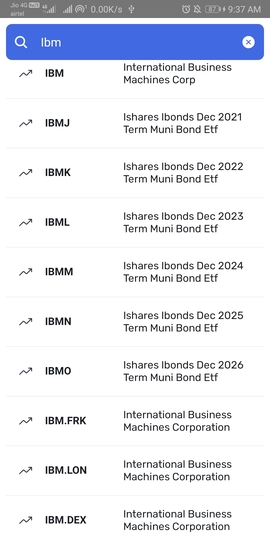 Jio 4G VoLTE 4G 0.00K/s 87 9:37 AM
airtel
Ibm
IBM International Business
Machines Corp
IBMJ Ishares Ibonds Dec 2021
Term Muni Bond Etf
IBMK Ishares Ibonds Dec 2022
Term Muni Bond Etf
IBML Ishares Ibonds Dec 2023
Term Muni Bond Etf
IBMM Ishares Ibonds Dec 2024
Term Muni Bond Etf
IBMN Ishares Ibonds Dec 2025
Term Muni Bond Etf
IBMO Ishares Ibonds Dec 2026
Term Muni Bond Etf
IBM.FRK International Business
Machines Corporation
IBM.LON International Business
Machines Corporation
IBM.DEX International Business
Machines Corporation